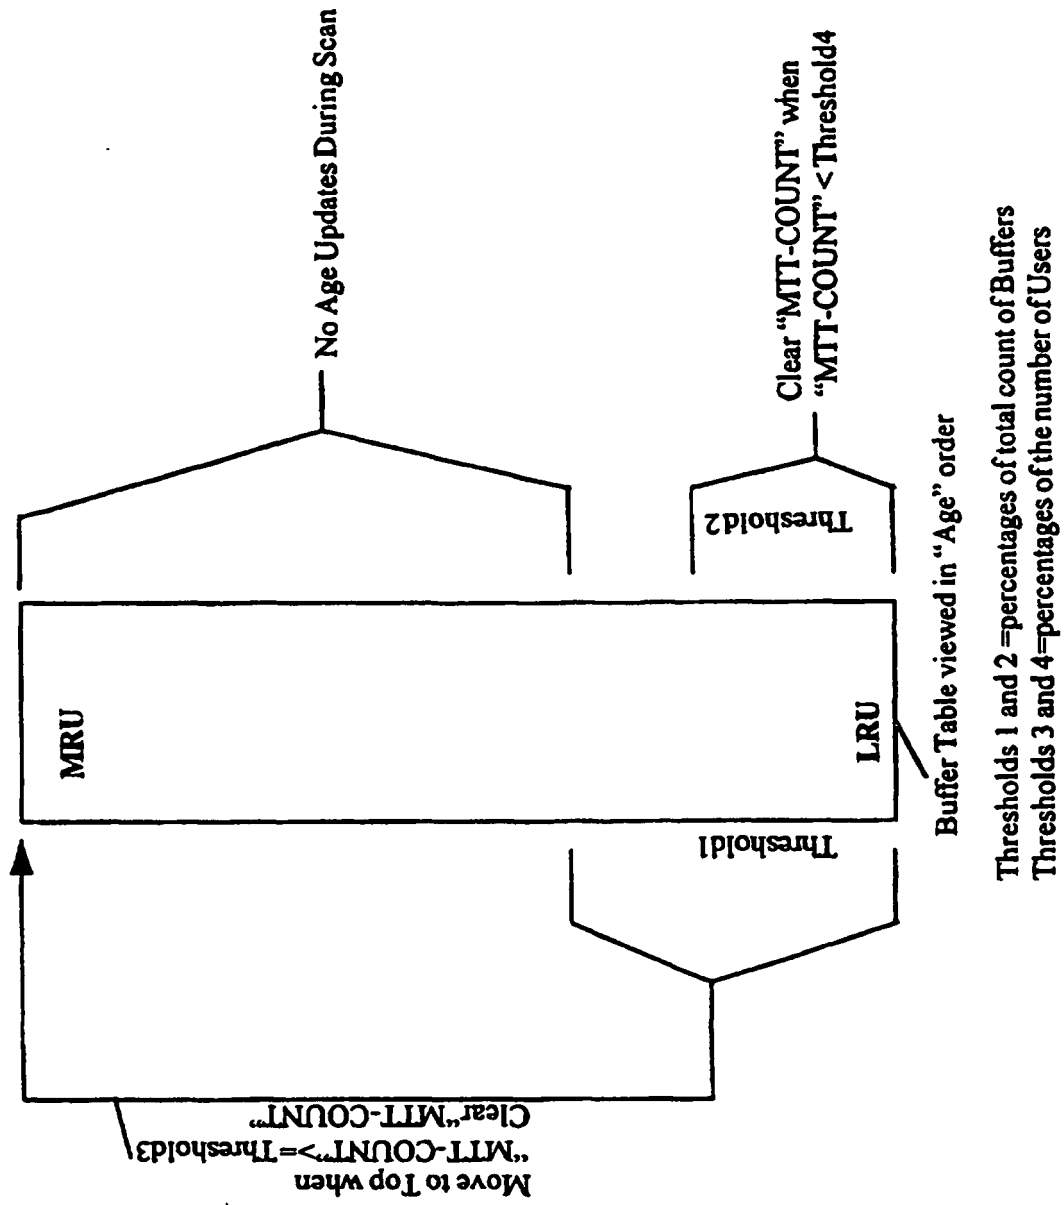 Move to Top when
“MTT-COUNT”>=Threshold3
Clear“MTT-COUNT”
MRU
No Age Updates During Scan
Threshold1
Threshold2
LRU
Clear “MTT-COUNT” when
“MTT-COUNT” <Threshold4
Buffer Table viewed in “Age” order
Thresholds 1 and 2 =percentages of total count of Buffers
Thresholds 3 and 4=percentages of the number of Users